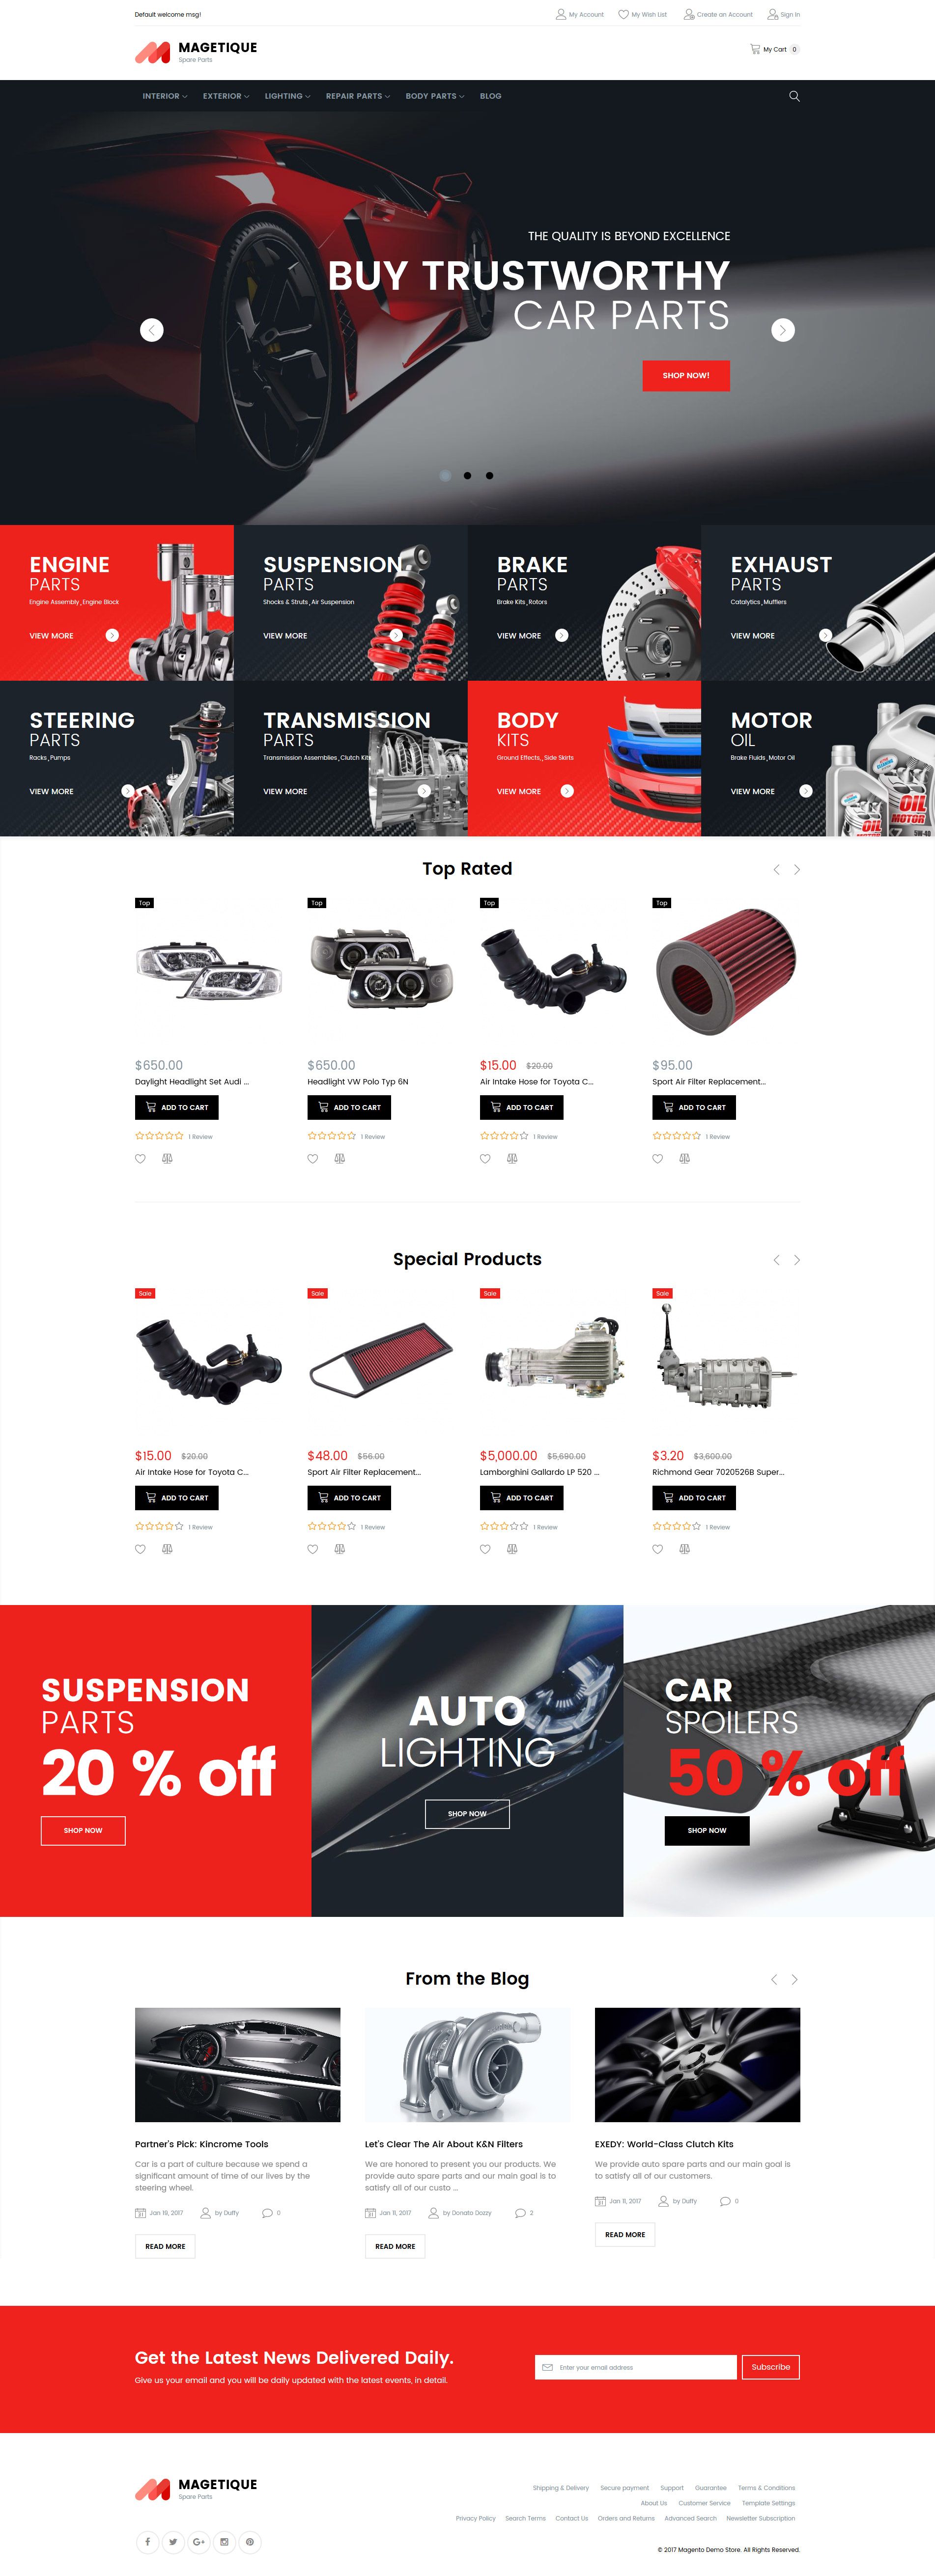 Default welcome msg!
My Account
My Wish List
Create an Account
Sign In
MAGETIQUE
Spare Parts
My Cart 0
INTERIOR
EXTERIOR
LIGHTING
REPAIR PARTS
BODY PARTS
BLOG
THE QUALITY IS BEYOND EXCELLENCE
BUY TRUSTWORTHY
CAR PARTS
SHOP NOW!
ENGINE
PARTS
Engine Assembly, Engine Block
VIEW MORE
SUSPENSION
PARTS
Shocks & Struts, Air Suspension
VIEW MORE
BRAKE
PARTS
Brake Kits, Rotors
VIEW MORE
EXHAUST
PARTS
Catalytics, Mufflers
VIEW MORE
STEERING
PARTS
Racks, Pumps
VIEW MORE
TRANSMISSION
PARTS
Transmission Assemblies, Clutch Kits
VIEW MORE
BODY
KITS
Ground Effects, Side Skirts
VIEW MORE
MOTOR
OIL
Brake Fluids, Motor Oil
VIEW MORE
OIL
MOTOR
OIL
MOTOR
5W-40
Top Rated
Top
Top
Top
Top
$650.00
Daylight Headlight Set Audi ...
ADD TO CART
1 Review
$650.00
Headlight VW Polo Typ 6N
ADD TO CART
1 Review
$15.00 $20.00
Air Intake Hose for Toyota C...
ADD TO CART
1 Review
$95.00
Sport Air Filter Replacement...
ADD TO CART
1 Review
Special Products
Sale
Sale
Sale
Sale
$15.00 $20.00
Air Intake Hose for Toyota C...
ADD TO CART
1 Review
$48.00 $56.00
Sport Air Filter Replacement...
ADD TO CART
1 Review
$5,000.00 $5,690.00
Lamborghini Gallardo LP 520 ...
ADD TO CART
1 Review
$3.20 $3,600.00
Richmond Gear 7020526B Super...
ADD TO CART
1 Review
SUSPENSION
PARTS
20 % off
SHOP NOW
AUTO
LIGHTING
SHOP NOW
CAR
SPOILERS
50 % off
SHOP NOW
From the Blog
Partner's Pick: Kincrome Tools
Car is a part of culture because we spend a
significant amount of time of our lives by the
steering wheel.
Jan 19, 2017 by Duffy 0
READ MORE
Let's Clear The Air About K&N Filters
We are honored to present you our products. We
provide auto spare parts and our main goal is to
satisfy all of our custo ...
Jan 11, 2017 by Donato Dozzy 2
READ MORE
EXEDY: World-Class Clutch Kits
We provide auto spare parts and our main goal is
to satisfy all of our customers.
Jan 11, 2017 by Duffy 0
READ MORE
Get the Latest News Delivered Daily.
Give us your email and you will be daily updated with the latest events, in detail.
Enter your email address
Subscribe
MAGETIQUE
Spare Parts
Shipping & Delivery Secure payment Support Guarantee Terms & Conditions
About Us Customer Service Template Settings
Privacy Policy Search Terms Contact Us Orders and Returns Advanced Search Newsletter Subscription
© 2017 Magento Demo Store. All Rights Reserved.